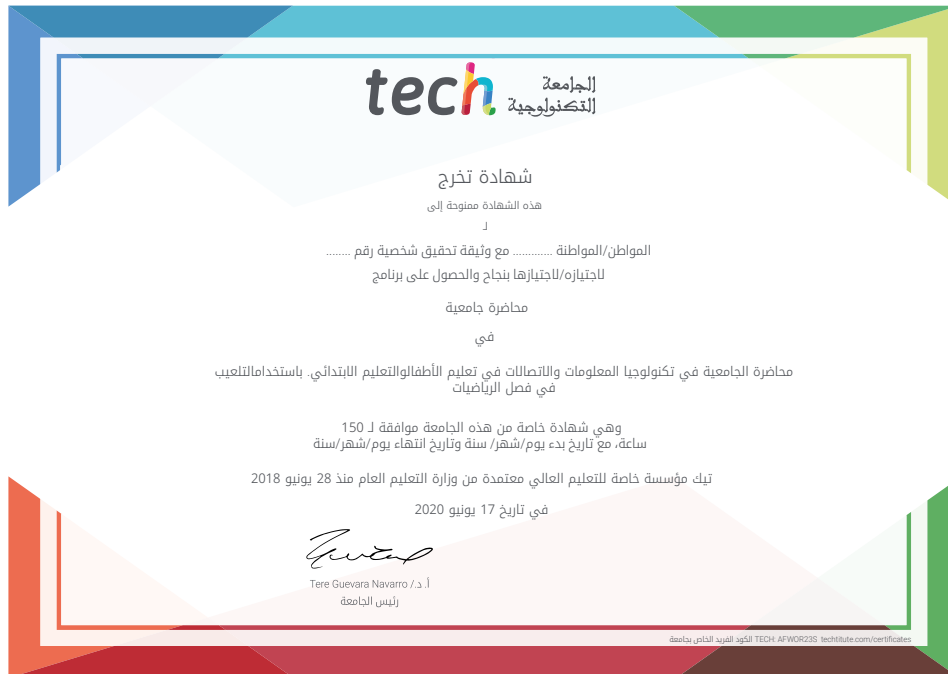 tech الجامعة
التكنولوجية
شهادة تخرج
هذه الشهادة ممنوحة إلى
لـ
المواطن/المواطنة ............ مع وثيقة تحقيق شخصية رقم ........
لاجتيازه/لاجتيازها بنجاح والحصول على برنامج
محاضرة جامعية
في
محاضرة الجامعية في تكنولوجيا المعلومات والاتصالات في تعليم الأطفالوالتعليم الابتدائي. باستخدامالتلعيب
في فصل الرياضيات
وهي شهادة خاصة من هذه الجامعة موافقة لـ 150
ساعة، مع تاريخ بدء يوم/شهر/ سنة وتاريخ انتهاء يوم/شهر/سنة
تيك مؤسسة خاصة للتعليم العالي معتمدة من وزارة التعليم العام منذ 28 يونيو 2018
في تاريخ 17 يونيو 2020
أ. د./ Tere Guevara Navarro
رئيس الجامعة
الكود الفريد الخاص بجامعة TECH: AFWOR23S techtitute.com/certificates